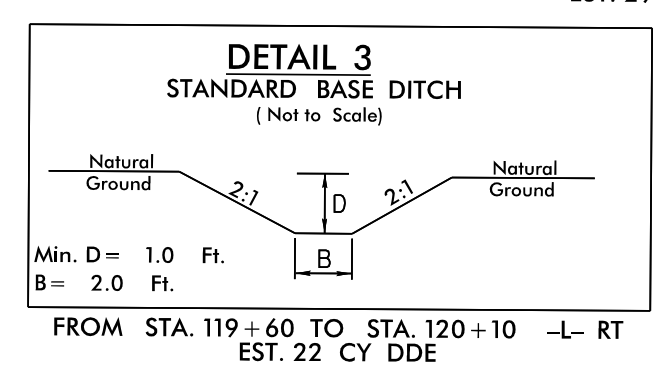 DETAIL 3
STANDARD BASE DITCH
( Not to Scale)
Natural
Ground
2:1
D
2:1
Natural
Ground
Min. D = 1.0 Ft.
B = 2.0 Ft.
B
FROM STA. 119+60 TO STA. 120+10 -L- RT
EST. 22 CY DDE